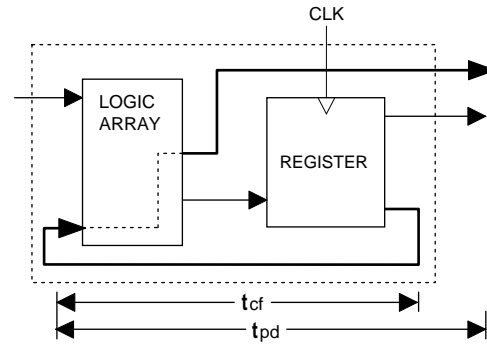 CLK
LOGIC
ARRAY
REGISTER
tcf
tpd